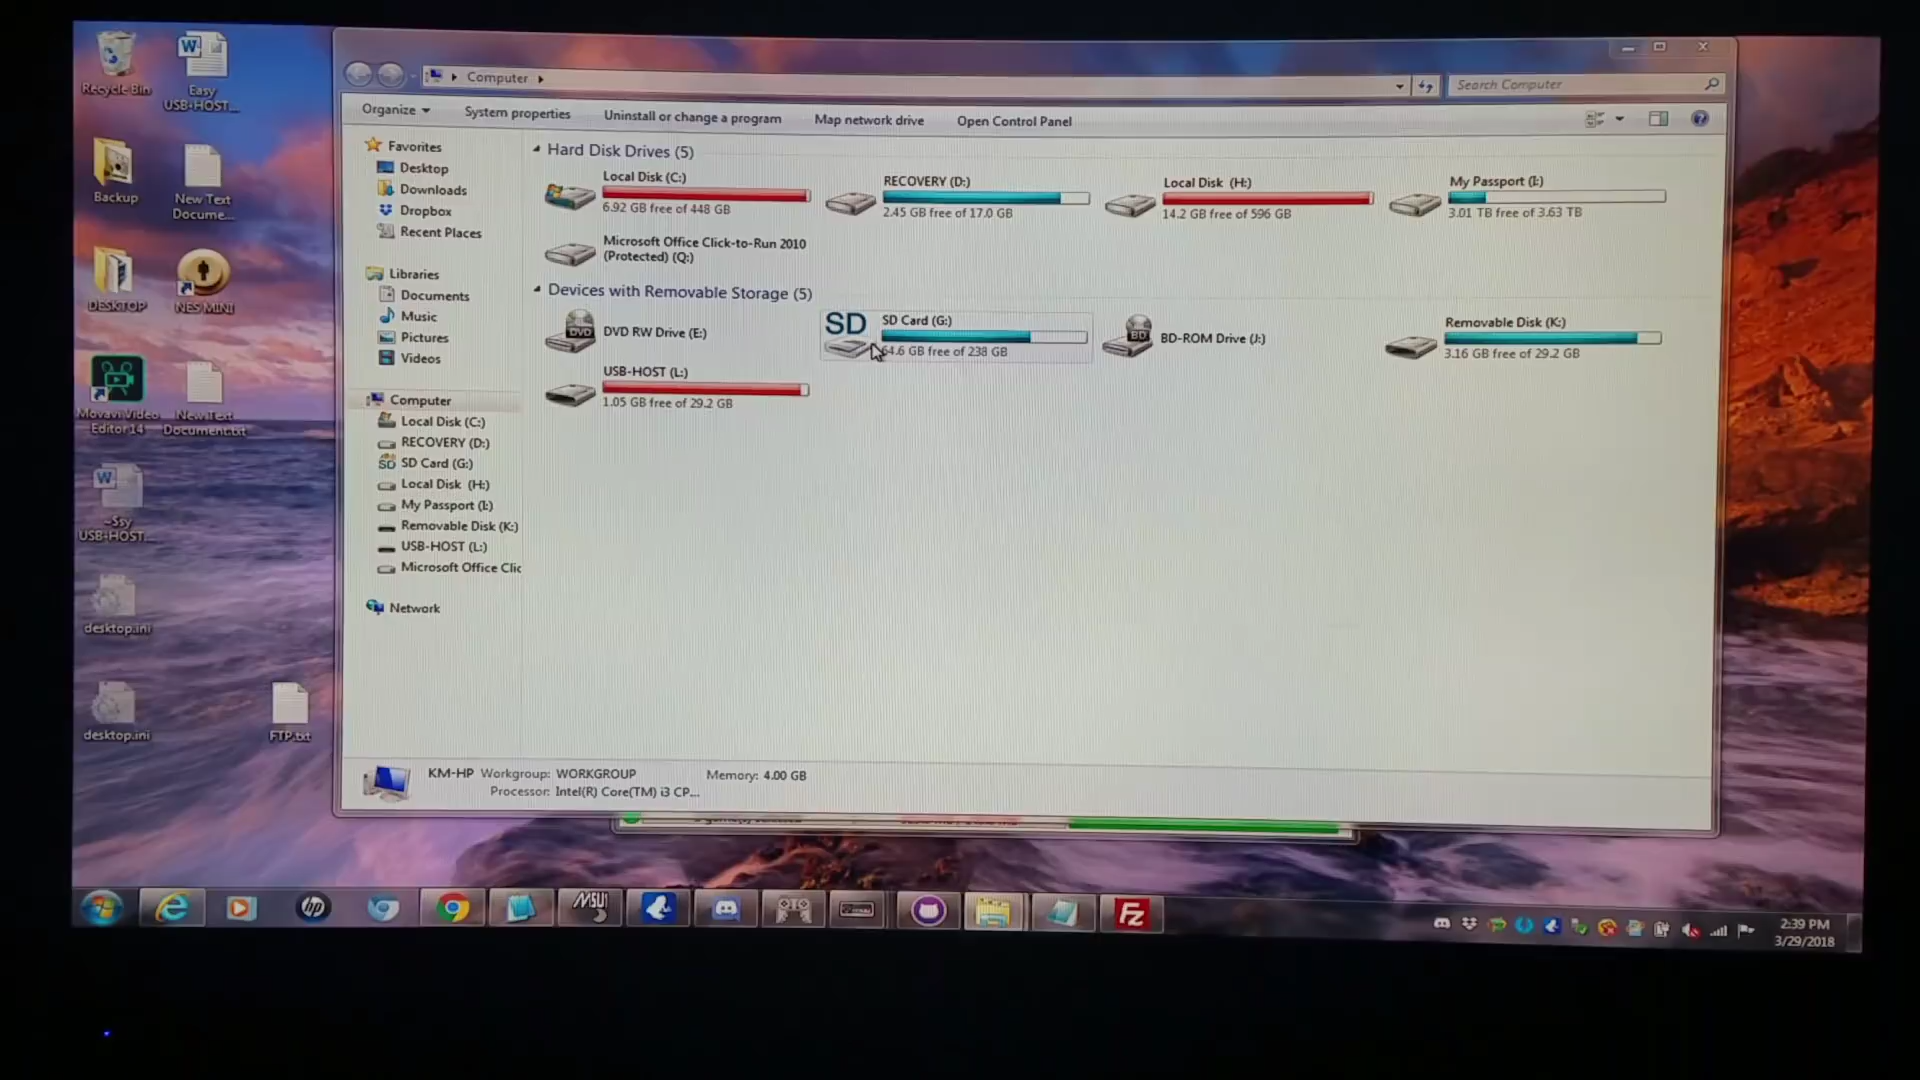 Recycle Bin
Easy
USB-HOST...
Backup
New Text
Docume...
DESKTOP
NES MINI
Movavi Video
Editor 14
New Text
Document.txt
USB-HOST...
desktop.ini
desktop.ini
FTP.txt
Computer
Search Computer
Organize
System properties
Uninstall or change a program
Map network drive
Open Control Panel
Favorites
Desktop
Downloads
Dropbox
Recent Places
Libraries
Documents
Music
Pictures
Videos
Computer
Local Disk (C:)
RECOVERY (D:)
SD Card (G:)
Local Disk (H:)
My Passport (I:)
Removable Disk (K:)
USB-HOST (L:)
Microsoft Office Clic
Network
Hard Disk Drives (5)
Local Disk (C:)
6.92 GB free of 448 GB
RECOVERY (D:)
2.45 GB free of 17.0 GB
Local Disk (H:)
14.2 GB free of 596 GB
My Passport (I:)
3.01 TB free of 3.63 TB
Microsoft Office Click-to-Run 2010
(Protected) (Q:)
Devices with Removable Storage (5)
DVD
DVD RW Drive (E:)
SD
SD Card (G:)
64.6 GB free of 238 GB
BD
BD-ROM Drive (J:)
Removable Disk (K:)
3.16 GB free of 29.2 GB
USB-HOST (L:)
1.05 GB free of 29.2 GB
KM-HP Workgroup: WORKGROUP
Memory: 4.00 GB
Processor: Intel(R) Core(TM) i3 CP...
hp
MSU1
Fz
2:39 PM
3/29/2018